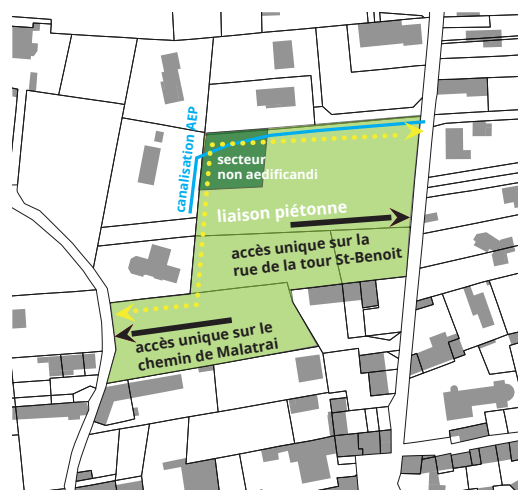 canalisation AEP
secteur
non aedificandi
liaison piétonne
accès unique sur la
rue de la tour St-Benoit
accès unique sur le
chemin de Malatrai